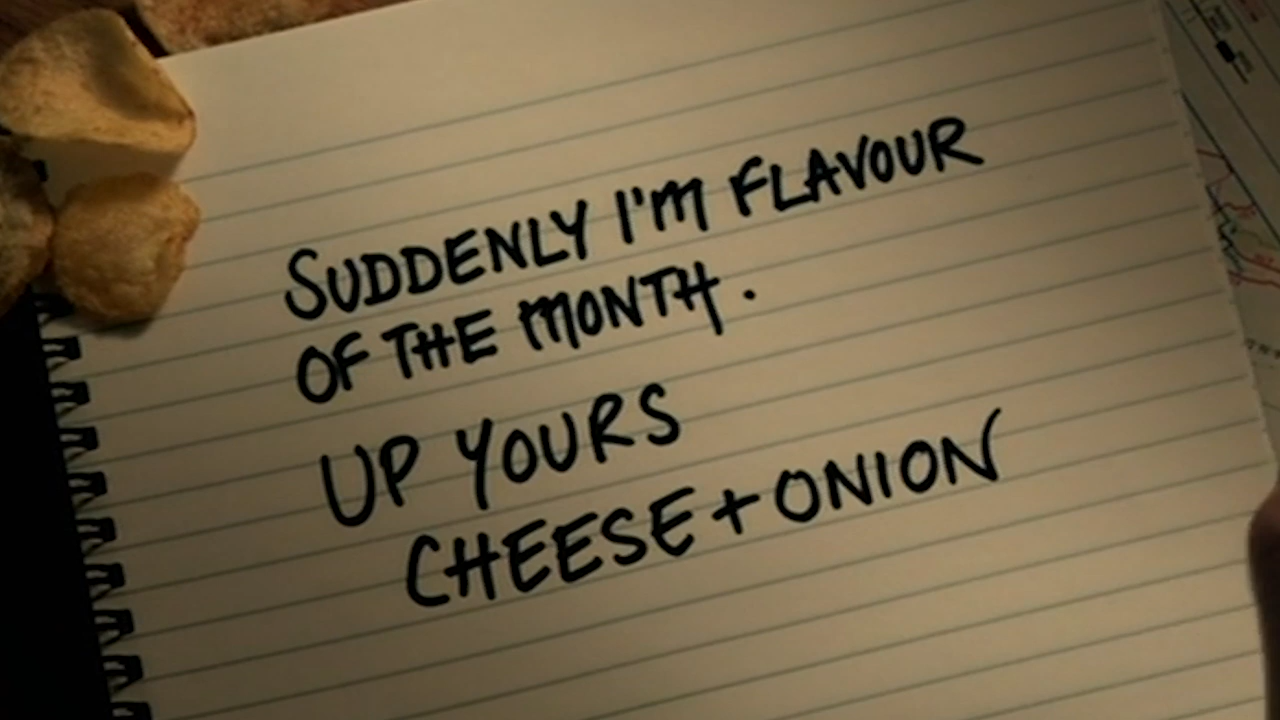 SUDDENLY I'M FLAVOUR
OF THE MONTH.
UP YOURS
CHEESE + ONION